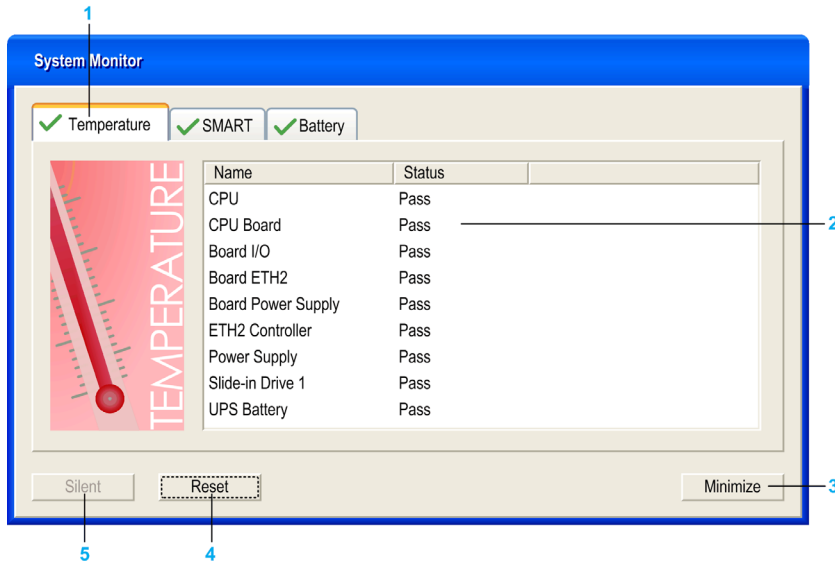 1
System Monitor
Temperature SMART Battery
TEMPERATURE
Name Status
CPU Pass
CPU Board Pass
2
Board I/O Pass
Board ETH2 Pass
Board Power Supply Pass
ETH2 Controller Pass
Power Supply Pass
Slide-in Drive 1 Pass
UPS Battery Pass
Silent Reset Minimize 3
5 4